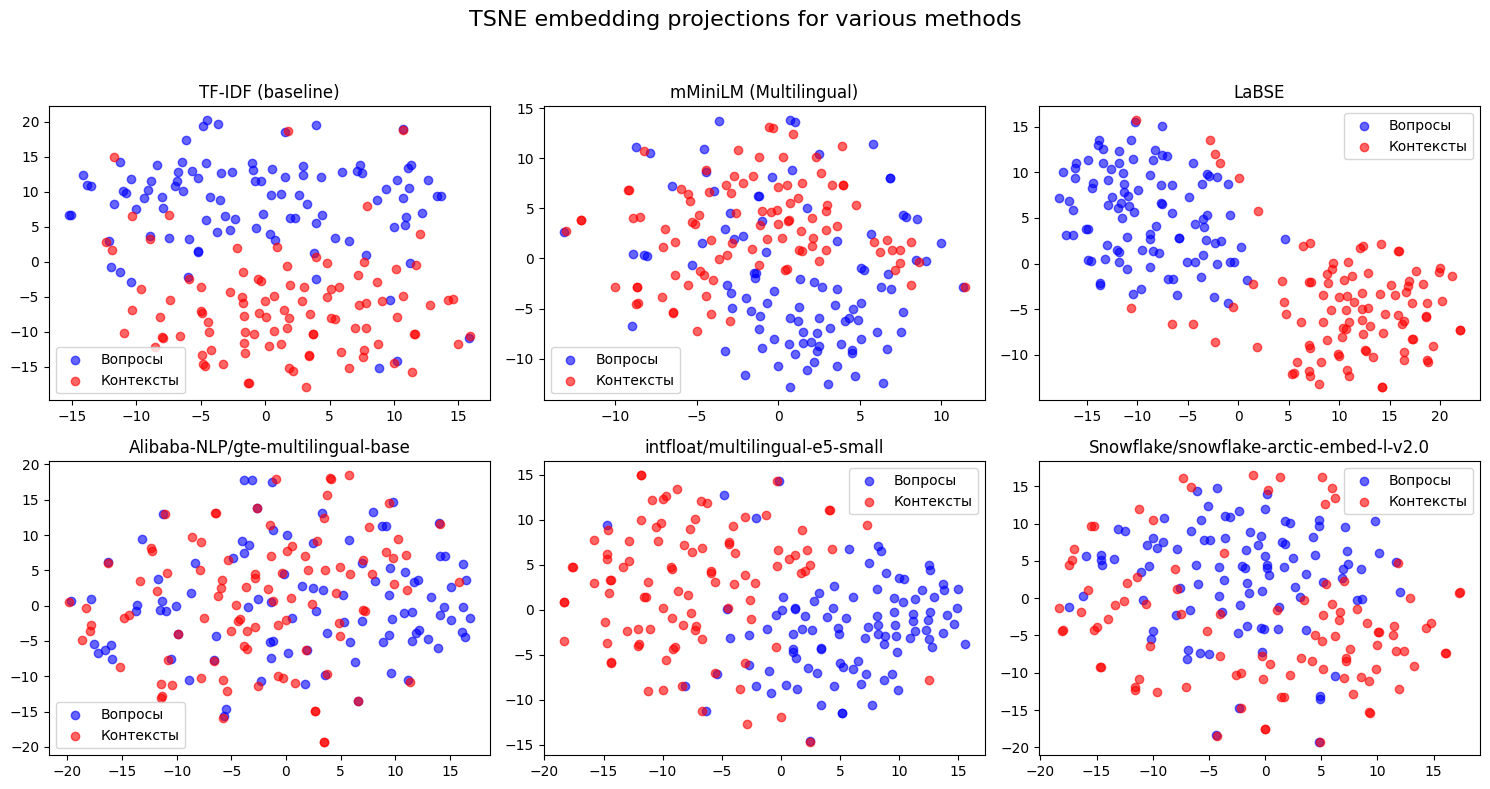 TSNE embedding projections for various methods
TF-IDF (baseline)
20
15
10
5
0
−5
−10
−15
−15 −10 −5 0 5 10 15
Вопросы
Контексты
mMiniLM (Multilingual)
15
10
5
0
−5
−10
−10 −5 0 5 10
Вопросы
Контексты
LaBSE
15
10
5
0
−5
−10
−15 −10 −5 0 5 10 15 20
Вопросы
Контексты
Alibaba-NLP/gte-multilingual-base
20
15
10
5
0
−5
−10
−15
−20
−20 −15 −10 −5 0 5 10 15
Вопросы
Контексты
intfloat/multilingual-e5-small
15
10
5
0
−5
−10
−15
−20 −15 −10 −5 0 5 10 15
Вопросы
Контексты
Snowflake/snowflake-arctic-embed-l-v2.0
15
10
5
0
−5
−10
−15
−20
−20 −15 −10 −5 0 5 10 15
Вопросы
Контексты